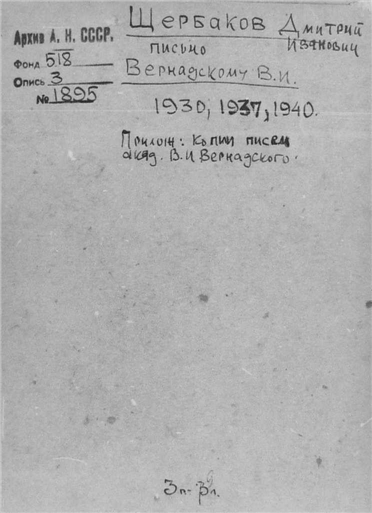 Архив А. Н. СССР.
Фонд 518
Опись 3
№ 1895
Щербаков Дмитрий Иванович
письмо
Вернадскому В.И.
1930, 1937, 1940.
Прилож: Копии писем
акад. В.И Вернадского.
3п-